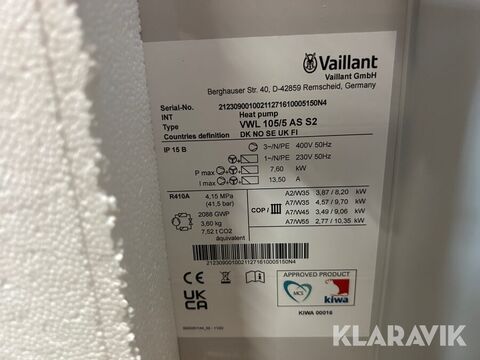 Vaillant
Vaillant GmbH
Berghauser Str. 40, D-42859 Remscheid, Germany
Serial-No. 21230900100211271610005150N4
INT Heat pump
Type VWL 105/5 AS S2
Countries definition DK NO SE UK FI
IP 15 B 3~/N/PE 400V 50Hz
1~/N/PE 230V 50Hz
P max 7,60 kW
I max 13,50 A
R410A 4,15 MPa
(41,5 bar)
2088 GWP
3,60 kg
7,52 t CO2
äquivalent
COP/
A2/W35 3,87 / 8,20 kW
A7/W35 4,57 / 9,70 kW
A7/W45 3,49 / 9,06 kW
A7/W55 2,77 / 10,35 kW
21230900100211271610005150N4
CE
UK
CA
APPROVED PRODUCT
MCS
kiwa
KIWA 00016
KLARAVIK